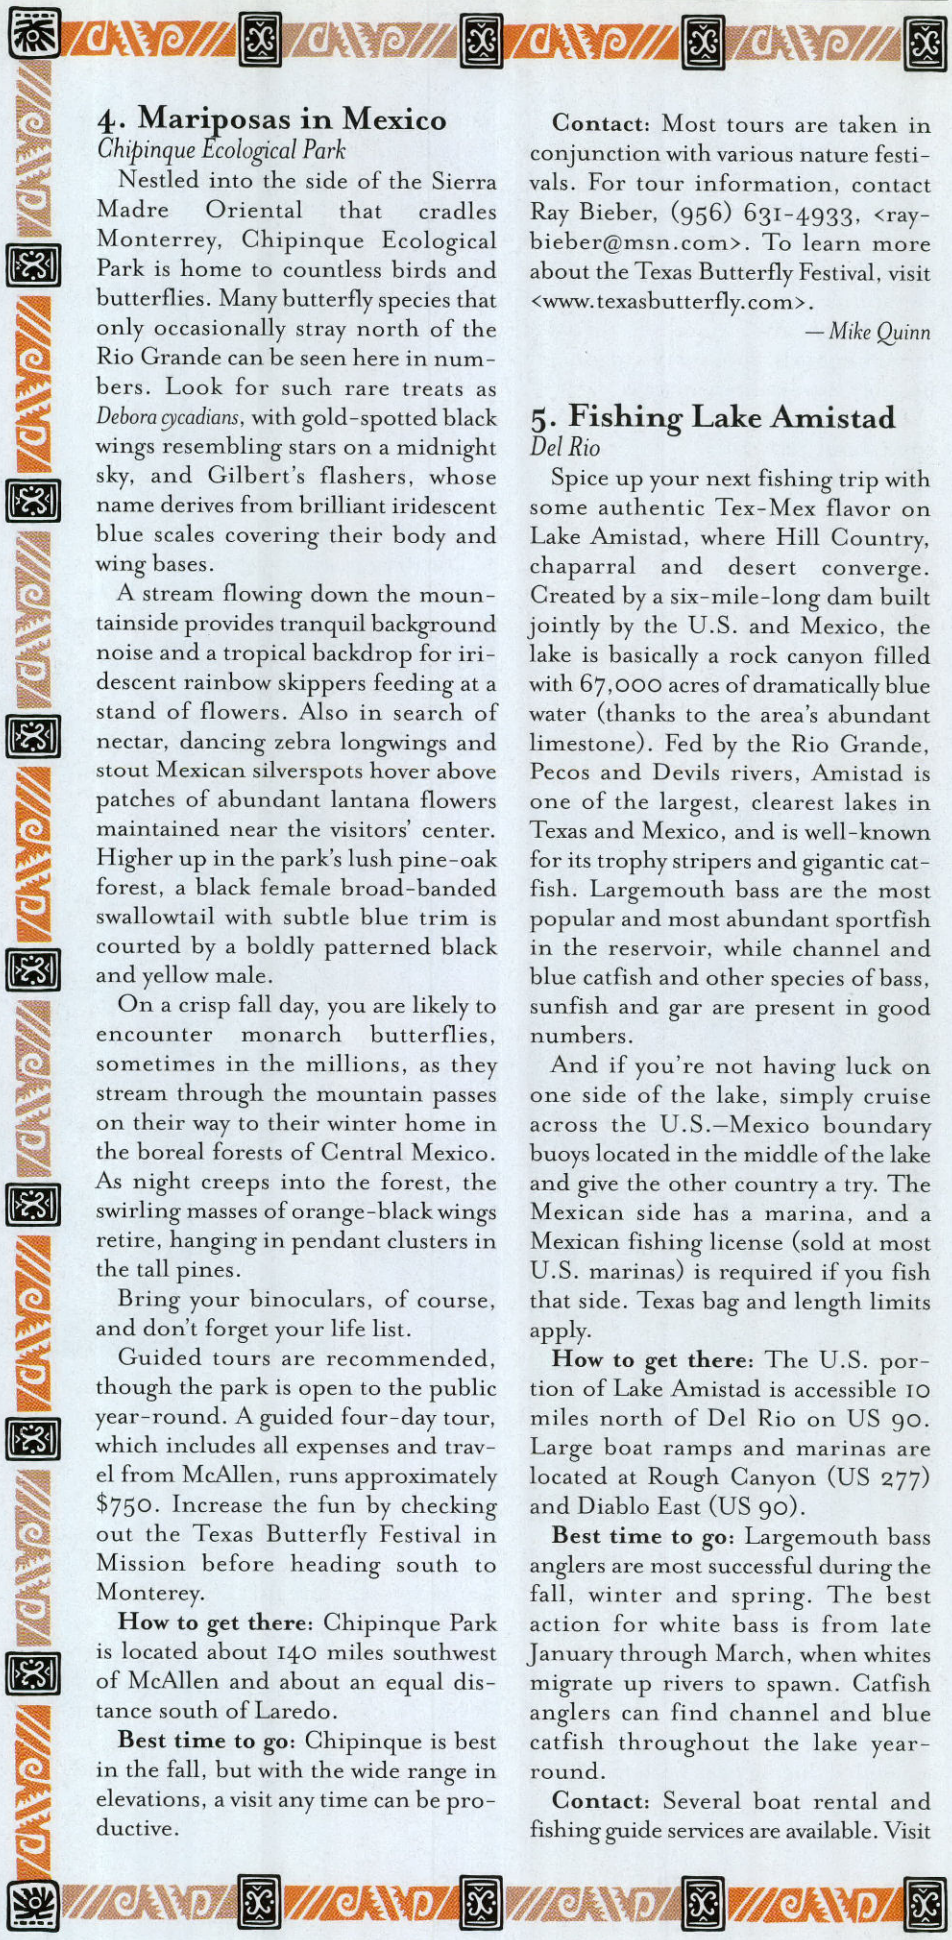 4. Mariposas in Mexico
Chipinque Ecological Park
Nestled into the side of the Sierra
Madre Oriental that cradles
Monterrey, Chipinque Ecological
Park is home to countless birds and
butterflies. Many butterfly species that
only occasionally stray north of the
Rio Grande can be seen here in num-
bers. Look for such rare treats as
Debora cycadians, with gold-spotted black
wings resembling stars on a midnight
sky, and Gilbert's flashers, whose
name derives from brilliant iridescent
blue scales covering their body and
wing bases.
A stream flowing down the moun-
tainside provides tranquil background
noise and a tropical backdrop for iri-
descent rainbow skippers feeding at a
stand of flowers. Also in search of
nectar, dancing zebra longwings and
stout Mexican silverspots hover above
patches of abundant lantana flowers
maintained near the visitors' center.
Higher up in the park's lush pine-oak
forest, a black female broad-banded
swallowtail with subtle blue trim is
courted by a boldly patterned black
and yellow male.
On a crisp fall day, you are likely to
encounter monarch butterflies,
sometimes in the millions, as they
stream through the mountain passes
on their way to their winter home in
the boreal forests of Central Mexico.
As night creeps into the forest, the
swirling masses of orange-black wings
retire, hanging in pendant clusters in
the tall pines.
Bring your binoculars, of course,
and don't forget your life list.
Guided tours are recommended,
though the park is open to the public
year-round. A guided four-day tour,
which includes all expenses and trav-
el from McAllen, runs approximately
$750. Increase the fun by checking
out the Texas Butterfly Festival in
Mission before heading south to
Monterey.
How to get there: Chipinque Park
is located about 140 miles southwest
of McAllen and about an equal dis-
tance south of Laredo.
Best time to go: Chipinque is best
in the fall, but with the wide range in
elevations, a visit any time can be pro-
ductive.
Contact: Most tours are taken in
conjunction with various nature festi-
vals. For tour information, contact
Ray Bieber, (956) 631-4933, <ray-
bieber@msn.com>. To learn more
about the Texas Butterfly Festival, visit
<www.texasbutterfly.com>.
—Mike Quinn
5. Fishing Lake Amistad
Del Rio
Spice up your next fishing trip with
some authentic Tex-Mex flavor on
Lake Amistad, where Hill Country,
chaparral and desert converge.
Created by a six-mile-long dam built
jointly by the U.S. and Mexico, the
lake is basically a rock canyon filled
with 67,000 acres of dramatically blue
water (thanks to the area's abundant
limestone). Fed by the Rio Grande,
Pecos and Devils rivers, Amistad is
one of the largest, clearest lakes in
Texas and Mexico, and is well-known
for its trophy stripers and gigantic cat-
fish. Largemouth bass are the most
popular and most abundant sportfish
in the reservoir, while channel and
blue catfish and other species of bass,
sunfish and gar are present in good
numbers.
And if you're not having luck on
one side of the lake, simply cruise
across the U.S.–Mexico boundary
buoys located in the middle of the lake
and give the other country a try. The
Mexican side has a marina, and a
Mexican fishing license (sold at most
U.S. marinas) is required if you fish
that side. Texas bag and length limits
apply.
How to get there: The U.S. por-
tion of Lake Amistad is accessible 10
miles north of Del Rio on US 90.
Large boat ramps and marinas are
located at Rough Canyon (US 277)
and Diablo East (US 90).
Best time to go: Largemouth bass
anglers are most successful during the
fall, winter and spring. The best
action for white bass is from late
January through March, when whites
migrate up rivers to spawn. Catfish
anglers can find channel and blue
catfish throughout the lake year-
round.
Contact: Several boat rental and
fishing guide services are available. Visit